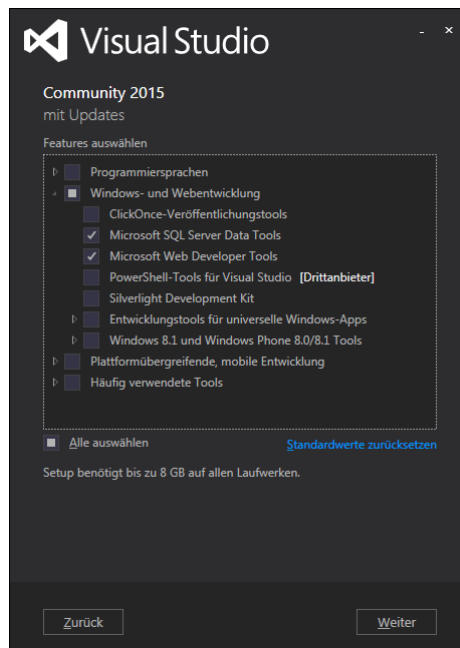 Visual Studio
Community 2015
mit Updates
Features auswählen
Programmiersprachen
Windows- und Webentwicklung
ClickOnce-Veröffentlichungstools
Microsoft SQL Server Data Tools
Microsoft Web Developer Tools
PowerShell-Tools für Visual Studio [Drittanbieter]
Silverlight Development Kit
Entwicklungstools für universelle Windows-Apps
Windows 8.1 und Windows Phone 8.0/8.1 Tools
Plattformübergreifende, mobile Entwicklung
Häufig verwendete Tools
Alle auswählen Standardwerte zurücksetzen
Setup benötigt bis zu 8 GB auf allen Laufwerken.
Zurück Weiter